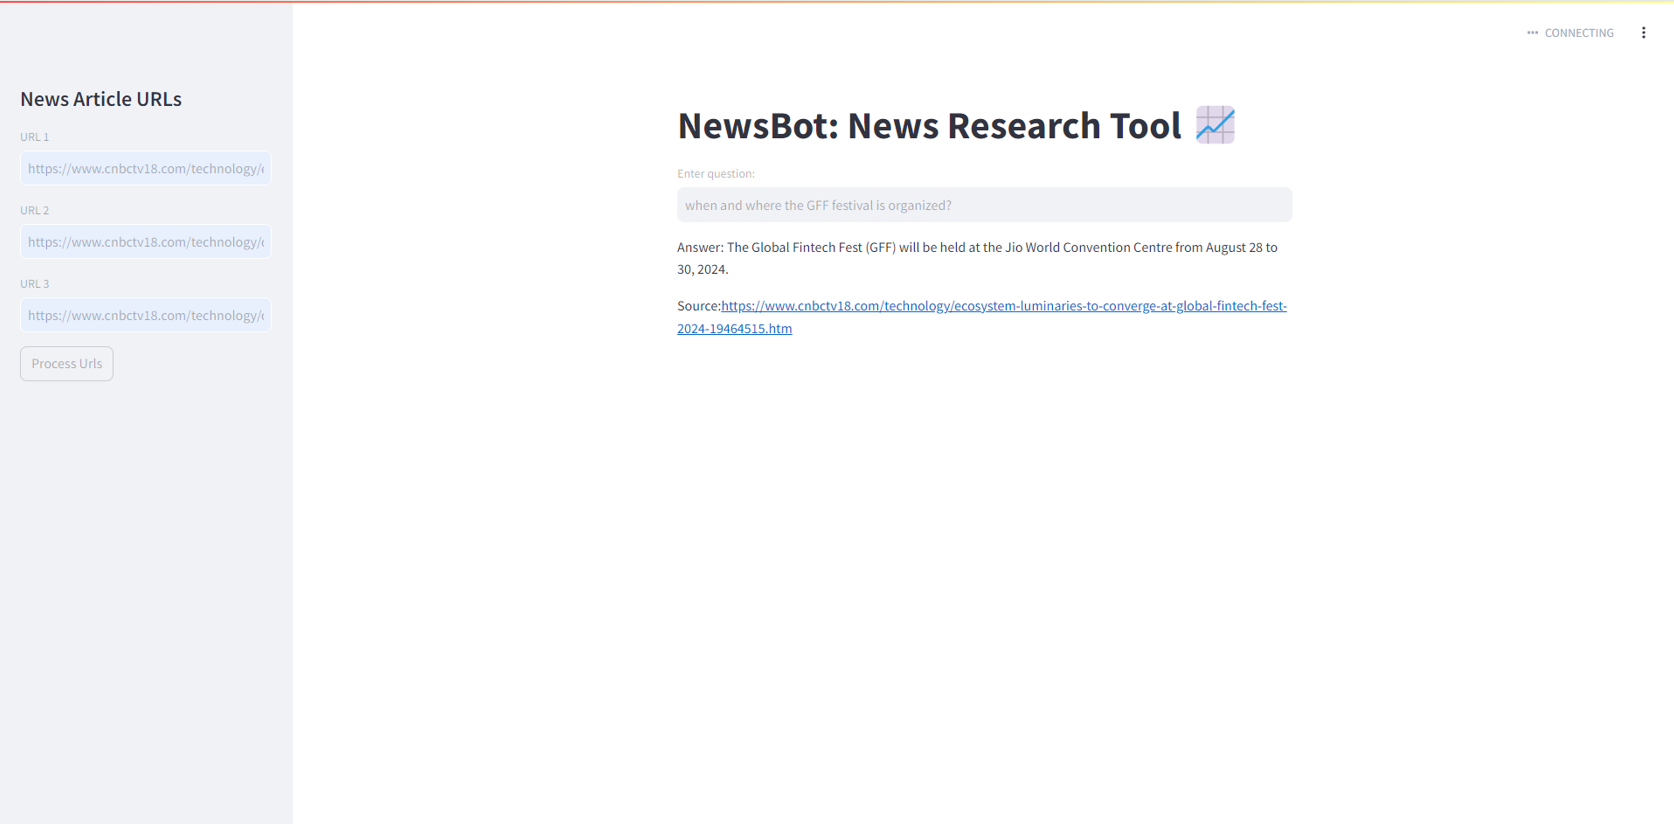 CONNECTING
News Article URLs
URL 1
https://www.cnbctv18.com/technology/
URL 2
https://www.cnbctv18.com/technology/
URL 3
https://www.cnbctv18.com/technology/
Process Urls
NewsBot: News Research Tool
Enter question:
when and where the GFF festival is organized?
Answer: The Global Fintech Fest (GFF) will be held at the Jio World Convention Centre from August 28 to
30, 2024.
Source:https://www.cnbctv18.com/technology/ecosystem-luminaries-to-converge-at-global-fintech-fest-
2024-19464515.htm